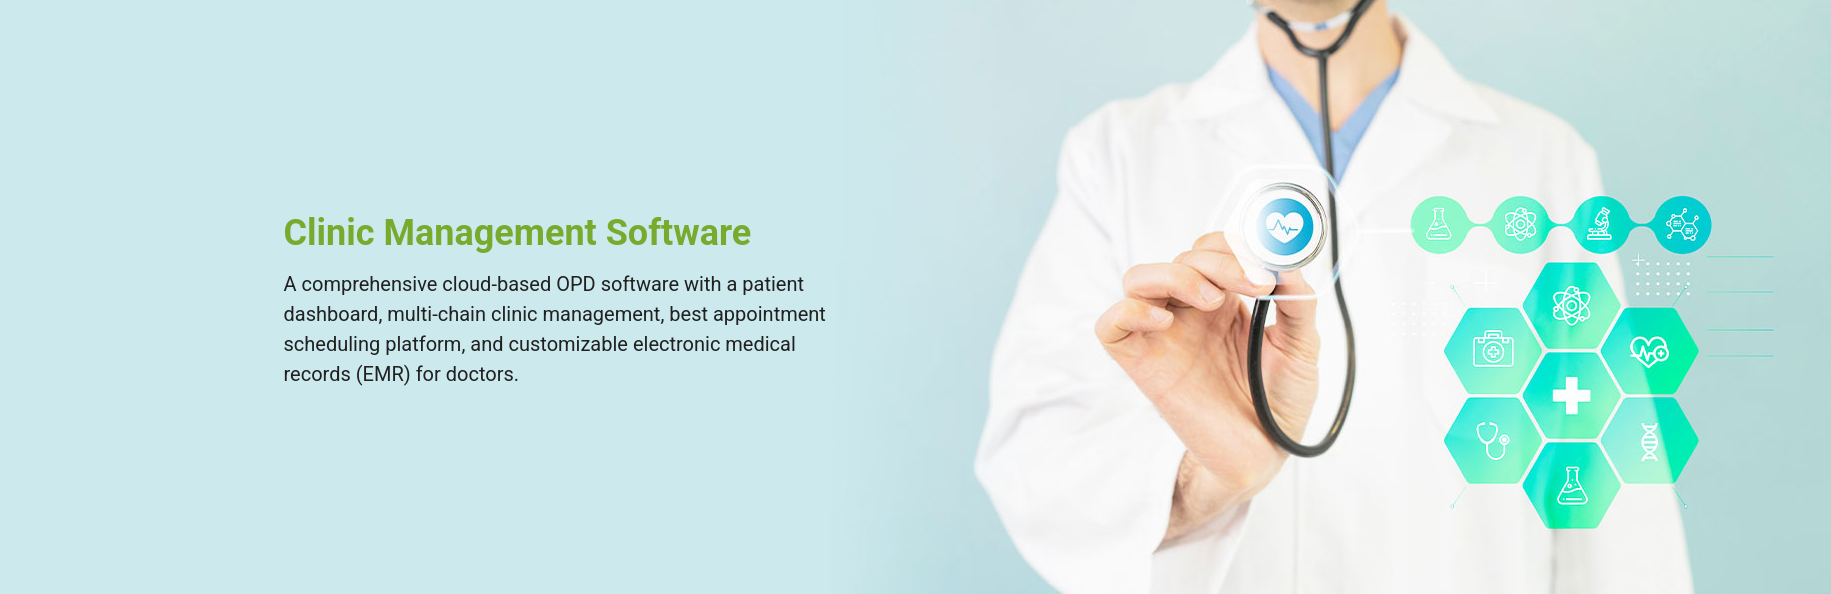 Clinic Management Software
A comprehensive cloud-based OPD software with a patient
dashboard, multi-chain clinic management, best appointment
scheduling platform, and customizable electronic medical
records (EMR) for doctors.